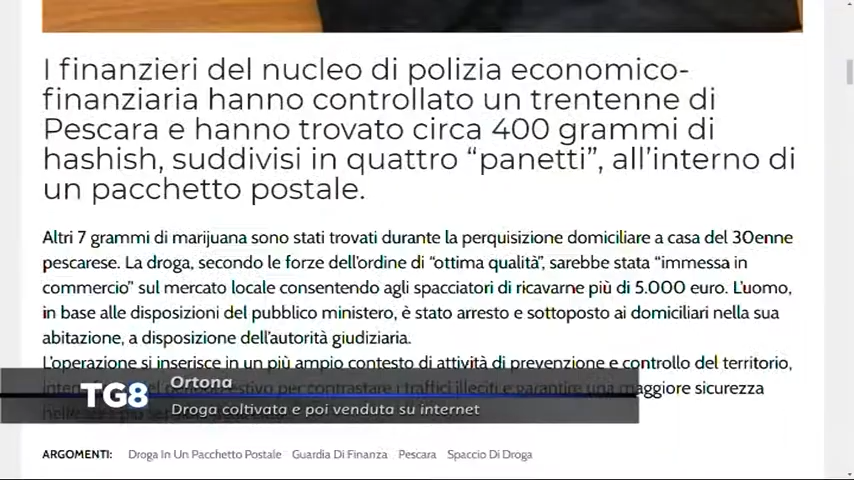 I finanzieri del nucleo di polizia economico-
finanziaria hanno controllato un trentenne di
Pescara e hanno trovato circa 400 grammi di
hashish, suddivisi in quattro “panetti”, all’interno di
un pacchetto postale.
Altri 7 grammi di marijuana sono stati trovati durante la perquisizione domiciliare a casa del 30enne
pescarese. La droga, secondo le forze dell’ordine di “ottima qualità”, sarebbe stata “immessa in
commercio” sul mercato locale consentendo agli spacciatori di ricavarne più di 5.000 euro. L’uomo,
in base alle disposizioni del pubblico ministero, è stato arresto e sottoposto ai domiciliari nella sua
abitazione, a disposizione dell’autorità giudiziaria.
L’operazione si inserisce in un più ampio contesto di attività di prevenzione e controllo del territorio,
per contrastare i traffici illeciti e garantire una maggiore sicurezza
TG8
Ortona
Droga coltivata e poi venduta su internet
ARGOMENTI: Droga In Un Pacchetto Postale Guardia Di Finanza Pescara Spaccio Di Droga